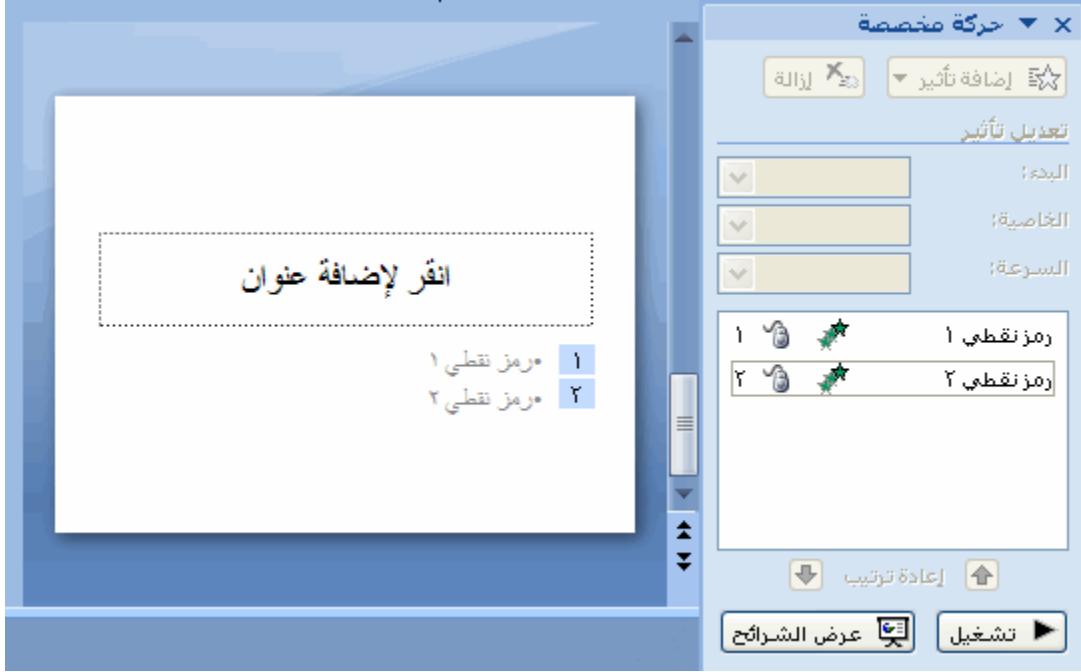 حركة مخصصة
إضافة تأثير
إزالة
تعديل تأثير
البدء:
الخاصية:
السرعة:
رمز نقطي ١ ١
رمز نقطي ٢ ٢
إعادة ترتيب
تشغيل
عرض الشرائح
انقر لإضافة عنوان
١ •رمز نقطي ١
٢ •رمز نقطي ٢